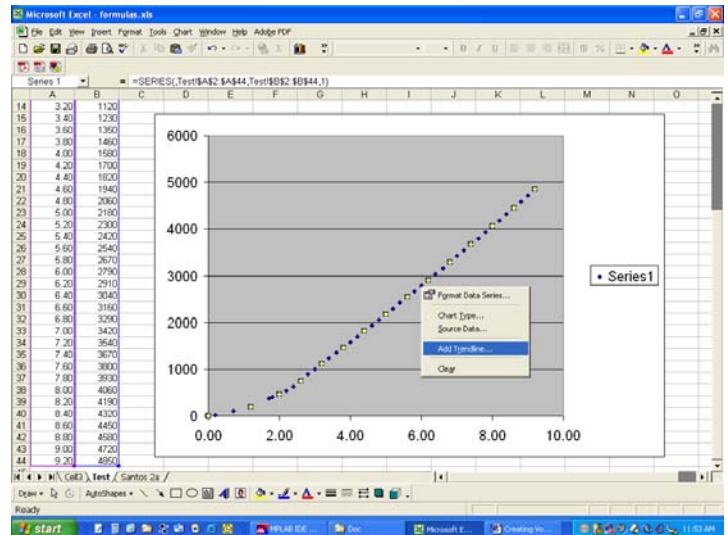 Microsoft Excel - formulas.xls
File Edit View Insert Format Tools Chart Window Help Adobe PDF
Series 1 = =SERIES(,Test!$A$2:$A$44,Test!$B$2:$B$44,1)
A B C D E F G H I J K L M N O
14 3.20 1120
15 3.40 1230
16 3.60 1350
17 3.80 1460
18 4.00 1580
19 4.20 1700
20 4.40 1820
21 4.60 1940
22 4.80 2060
23 5.00 2180
24 5.20 2300
25 5.40 2420
26 5.60 2540
27 5.80 2670
28 6.00 2790
29 6.20 2910
30 6.40 3040
31 6.60 3160
32 6.80 3290
33 7.00 3420
34 7.20 3540
35 7.40 3670
36 7.60 3800
37 7.80 3930
38 8.00 4060
39 8.20 4190
40 8.40 4320
41 8.60 4450
42 8.80 4580
43 9.00 4720
44 9.20 4850
6000
5000
4000
3000
2000
1000
0
0.00 2.00 4.00 6.00 8.00 10.00
Series1
Format Data Series...
Chart Type...
Source Data...
Add Trendline...
Clear
Cell3 Test Santos 2a
Draw AutoShapes
Ready
start MPLAB IDE ... Doc Microsoft E... Creating Vo... 11:53 AM